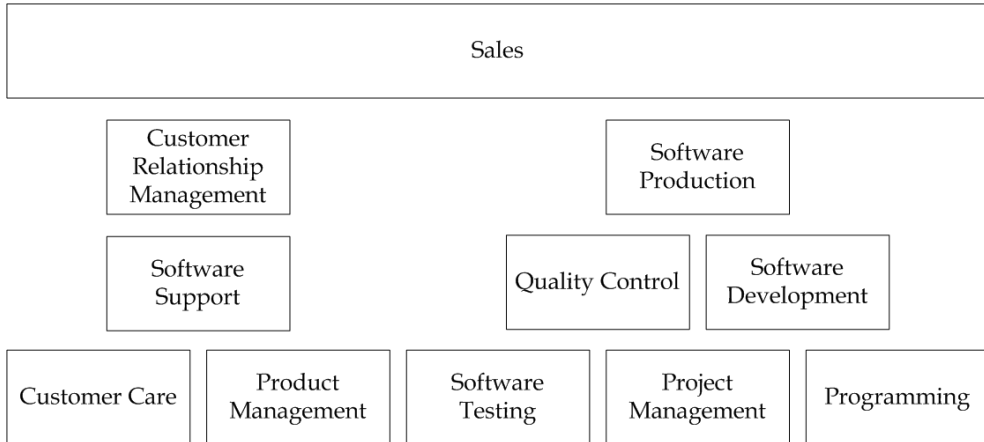 Sales
Customer
Relationship
Management
Software
Production
Software
Support
Quality Control
Software
Development
Customer Care
Product
Management
Software
Testing
Project
Management
Programming